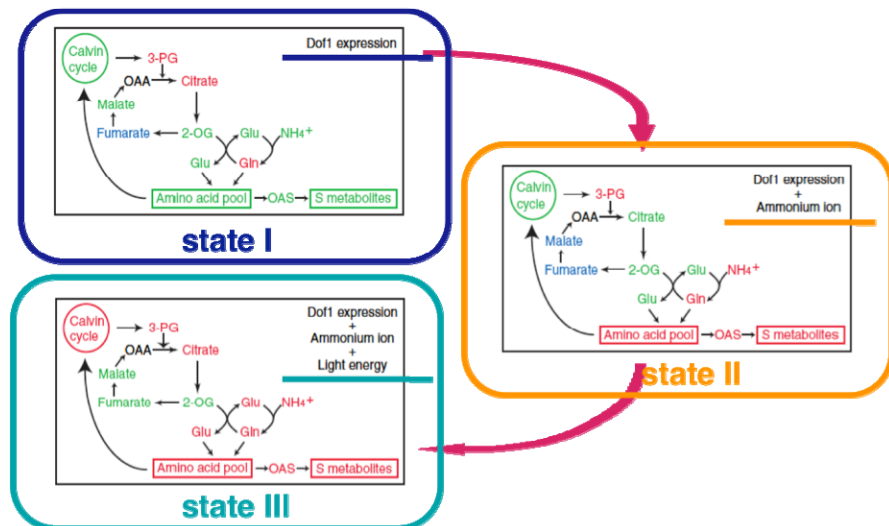 Calvin cycle
3-PG
Dof1 expression
OAA
Citrate
Malate
Fumarate
2-OG
Glu
NH4+
Glu
Gln
Amino acid pool
OAS
S metabolites
state I
Calvin cycle
3-PG
Dof1 expression
+
Ammonium ion
OAA
Citrate
Malate
Fumarate
2-OG
Glu
NH4+
Glu
Gln
Amino acid pool
OAS
S metabolites
state II
Calvin cycle
3-PG
Dof1 expression
+
Ammonium ion
+
Light energy
OAA
Citrate
Malate
Fumarate
2-OG
Glu
NH4+
Glu
Gln
Amino acid pool
OAS
S metabolites
state III